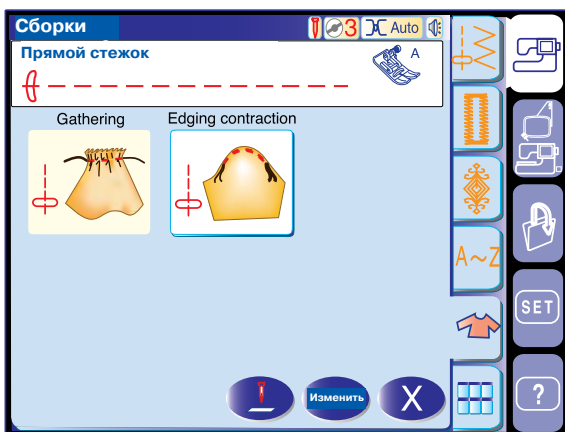 Сборки
3 Auto
Прямой стежок
A
Gathering
Edging contraction
A~Z
SET
Изменить
X
?